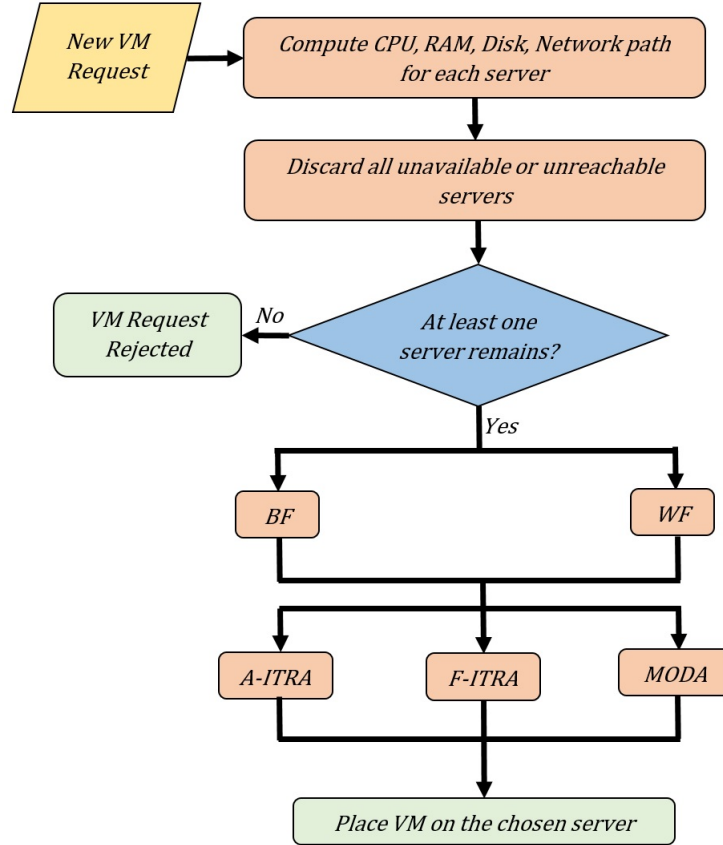 New VM
Request
Compute CPU, RAM, Disk, Network path
for each server
Discard all unavailable or unreachable
servers
At least one
server remains?
No
VM Request
Rejected
Yes
BF
WF
A-ITRA
F-ITRA
MODA
Place VM on the chosen server